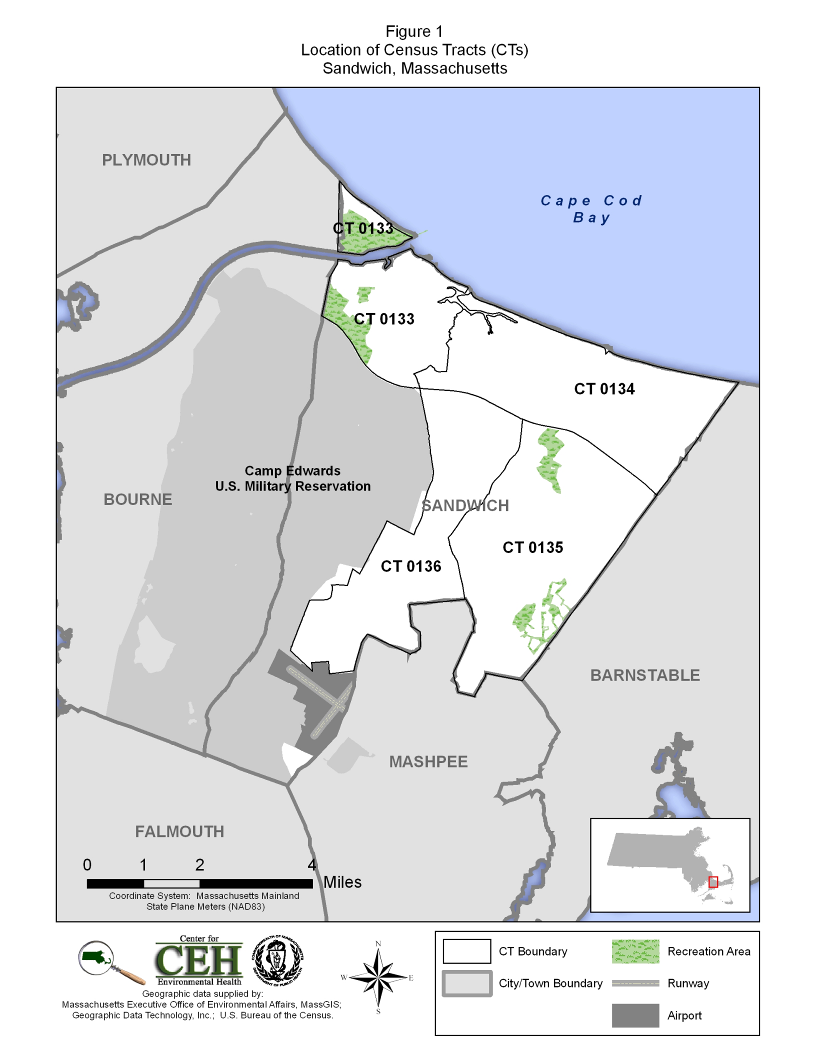 Figure 1
Location of Census Tracts (CTs)
Sandwich, Massachusetts
PLYMOUTH
Cape Cod
Bay
CT 0133
CT 0133
CT 0134
Camp Edwards
U.S. Military Reservation
BOURNE
SANDWICH
CT 0135
CT 0136
BARNSTABLE
MASHPEE
FALMOUTH
0 1 2 4
Miles
Coordinate System: Massachusetts Mainland
State Plane Meters (NAD83)
Center for
CEH
Environmental Health
Geographic data supplied by:
Massachusetts Executive Office of Environmental Affairs, MassGIS;
Geographic Data Technology, Inc.; U.S. Bureau of the Census.
N
W E
S
CT Boundary
City/Town Boundary
Recreation Area
Runway
Airport